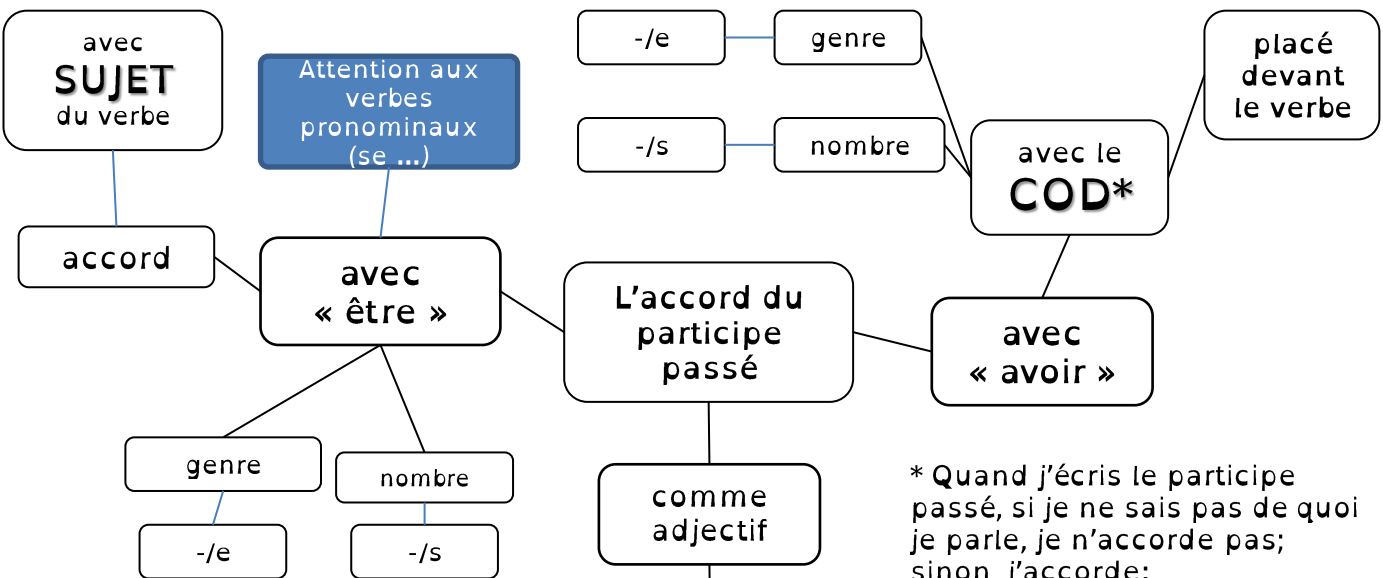 avec
SUJET
du verbe
Attention aux
verbes
pronominaux
(se ...)
-/e
genre
placé
devant
le verbe
-/s
nombre
avec le
COD*
accord
avec
« être »
L’accord du
participe
passé
avec
« avoir »
genre
nombre
-/e
-/s
comme
adjectif
* Quand j’écris le participe
passé, si je ne sais pas de quoi
je parle, je n’accorde pas;
sinon, j’accorde;